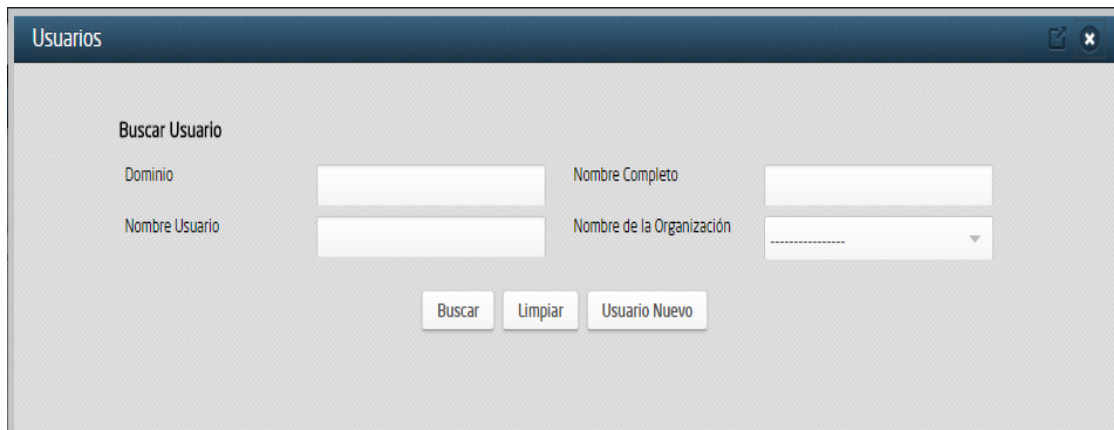 Usuarios
Buscar Usuario
Dominio
Nombre Completo
Nombre Usuario
Nombre de la Organización
----------------
Buscar
Limpiar
Usuario Nuevo